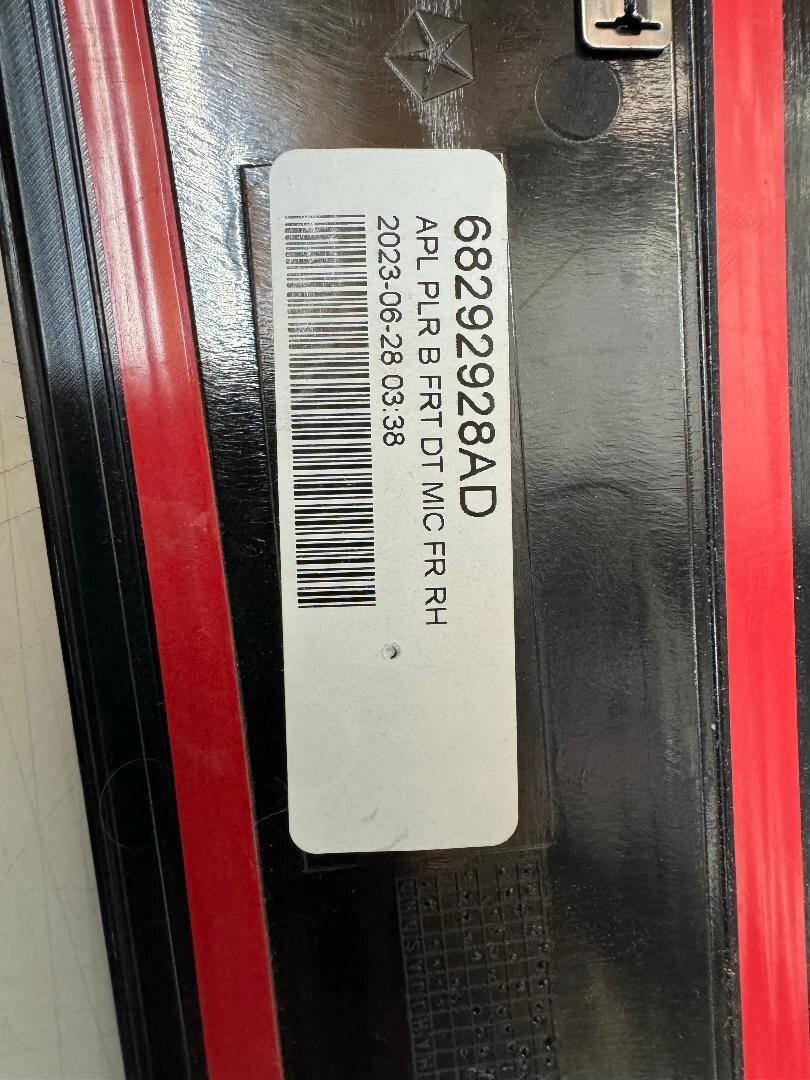 68292928AD
APL PLR B FRT DT MIC FR RH
2023-06-28 03:38